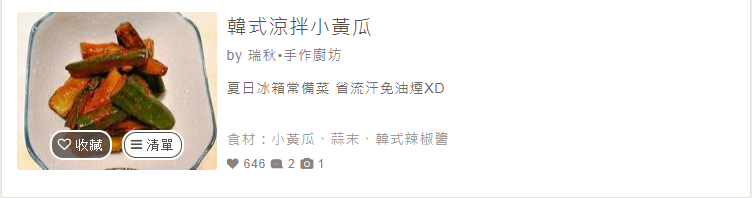 韓式涼拌小黃瓜
by 瑞秋•手作廚坊
夏日冰箱常備菜 省流汗免油煙XD
食材：小黃瓜、蒜末、韓式辣椒醬
646 2 1
收藏 清單